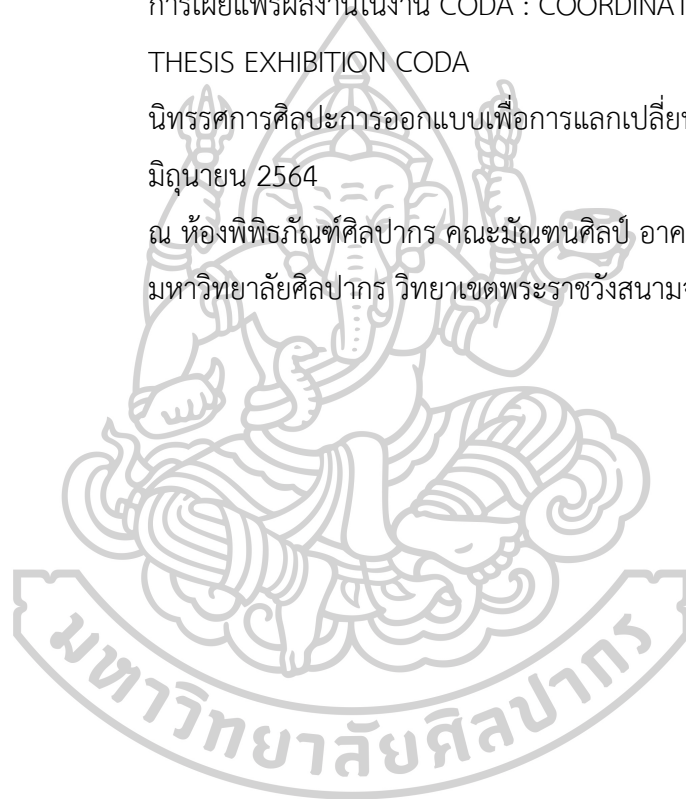 การเผยแพร่ผลงานในงาน CODA : COORDINAT
THESIS EXHIBITION CODA
นิทรรศการศิลปะการออกแบบเพื่อการแลกเปลี่ย
มิถุนายน 2564
ณ ห้องพิพิธภัณฑ์ศิลปากร คณะมัณฑนศิลป์ อาค
มหาวิทยาลัยศิลปากร วิทยาเขตพระราชวังสนาม
มหาวิทยาลัยศิลปากร